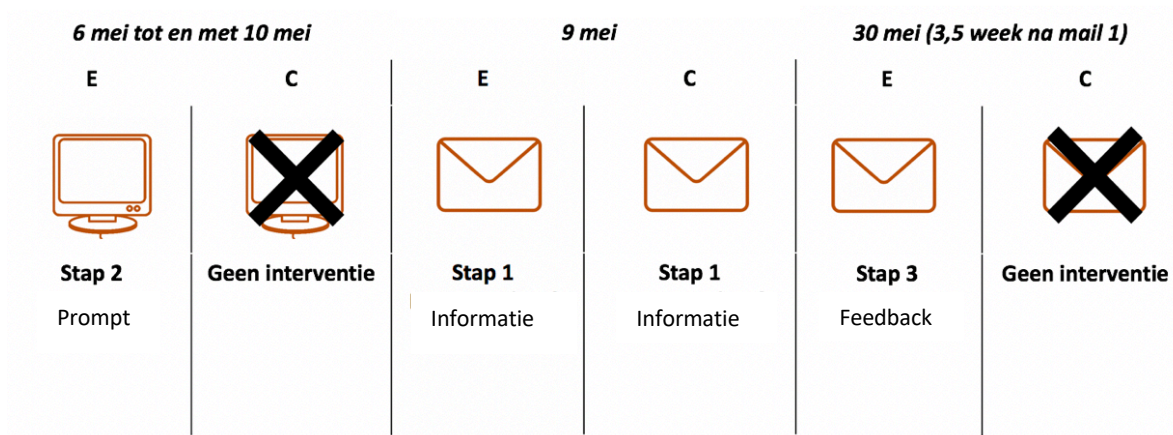 6 mei tot en met 10 mei
9 mei
30 mei (3,5 week na mail 1)
E
C
E
C
E
C
Stap 2
Geen interventie
Stap 1
Stap 1
Stap 3
Geen interventie
Prompt
Informatie
Informatie
Feedback